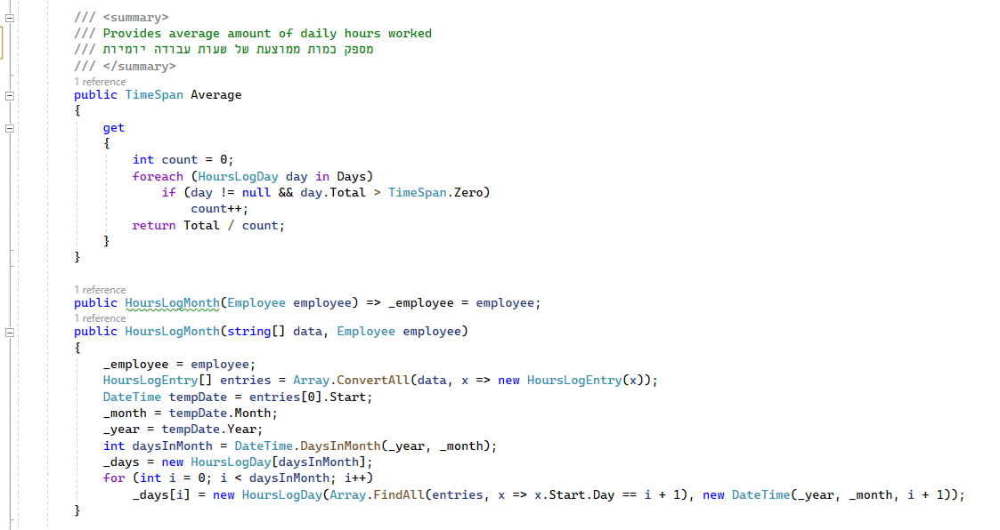 /// <summary>
/// Provides average amount of daily hours worked
/// מספק כמות ממוצעת של שעות עבודה יומיות
/// </summary>
1 reference
public TimeSpan Average
{
get
{
int count = 0;
foreach (HoursLogDay day in Days)
if (day != null && day.Total > TimeSpan.Zero)
count++;
return Total / count;
}
}
1 reference
public HoursLogMonth(Employee employee) => _employee = employee;
1 reference
public HoursLogMonth(string[] data, Employee employee)
{
_employee = employee;
HoursLogEntry[] entries = Array.ConvertAll(data, x => new HoursLogEntry(x));
DateTime tempDate = entries[0].Start;
_month = tempDate.Month;
_year = tempDate.Year;
int daysInMonth = DateTime.DaysInMonth(_year, _month);
_days = new HoursLogDay[daysInMonth];
for (int i = 0; i < daysInMonth; i++)
_days[i] = new HoursLogDay(Array.FindAll(entries, x => x.Start.Day == i + 1), new DateTime(_year, _month, i + 1));
}